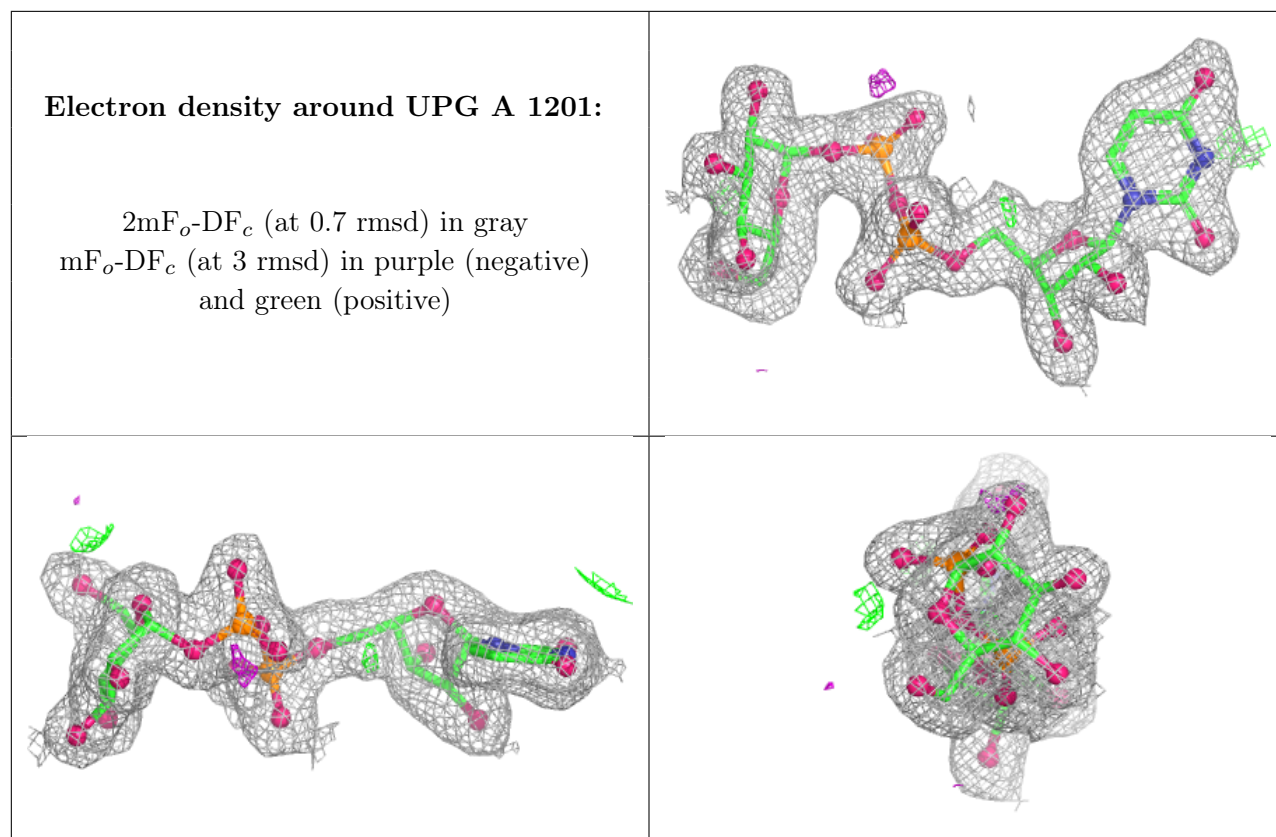 Electron density around UPG A 1201:
2mFo-DFc (at 0.7 rmsd) in gray
mFo-DFc (at 3 rmsd) in purple (negative)
and green (positive)